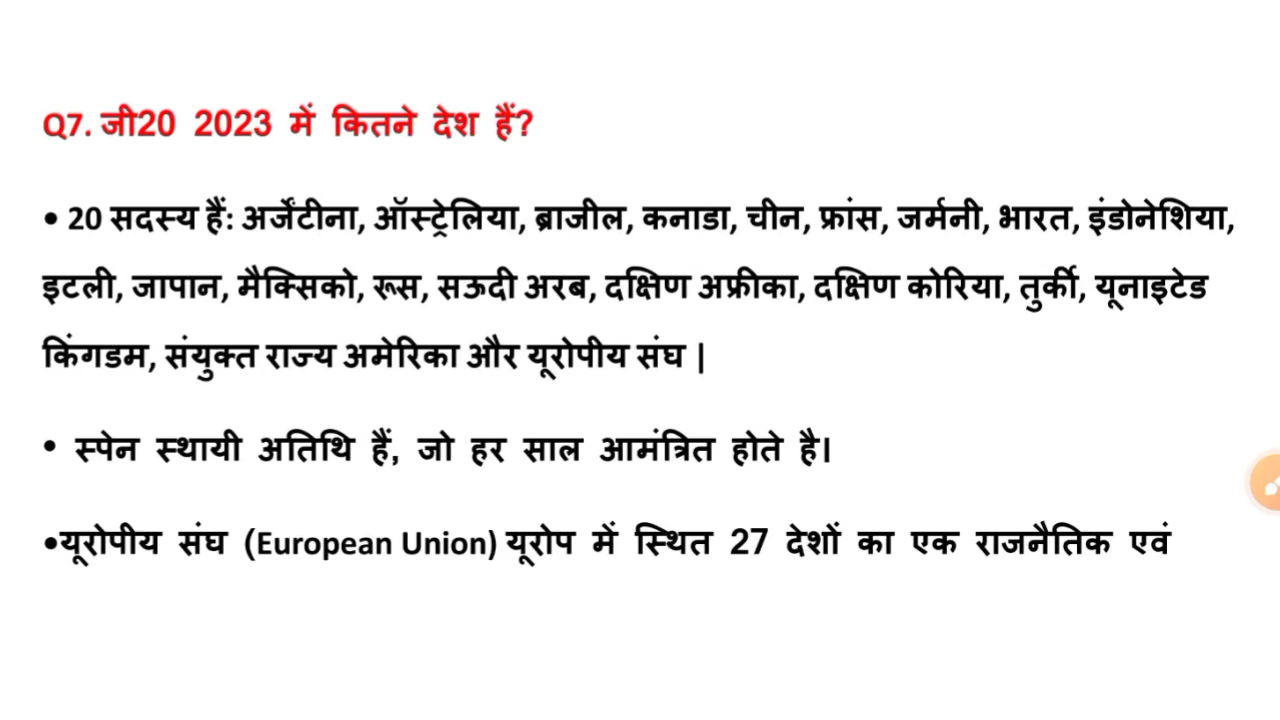 Q7. जी20 2023 में कितने देश हैं?
• 20 सदस्य हैं: अर्जेंटीना, ऑस्ट्रेलिया, ब्राजील, कनाडा, चीन, फ्रांस, जर्मनी, भारत, इंडोनेशिया,
इटली, जापान, मैक्सिको, रूस, सऊदी अरब, दक्षिण अफ्रीका, दक्षिण कोरिया, तुर्की, यूनाइटेड
किंगडम, संयुक्त राज्य अमेरिका और यूरोपीय संघ |
• स्पेन स्थायी अतिथि हैं, जो हर साल आमंत्रित होते है।
•यूरोपीय संघ (European Union) यूरोप में स्थित 27 देशों का एक राजनैतिक एवं